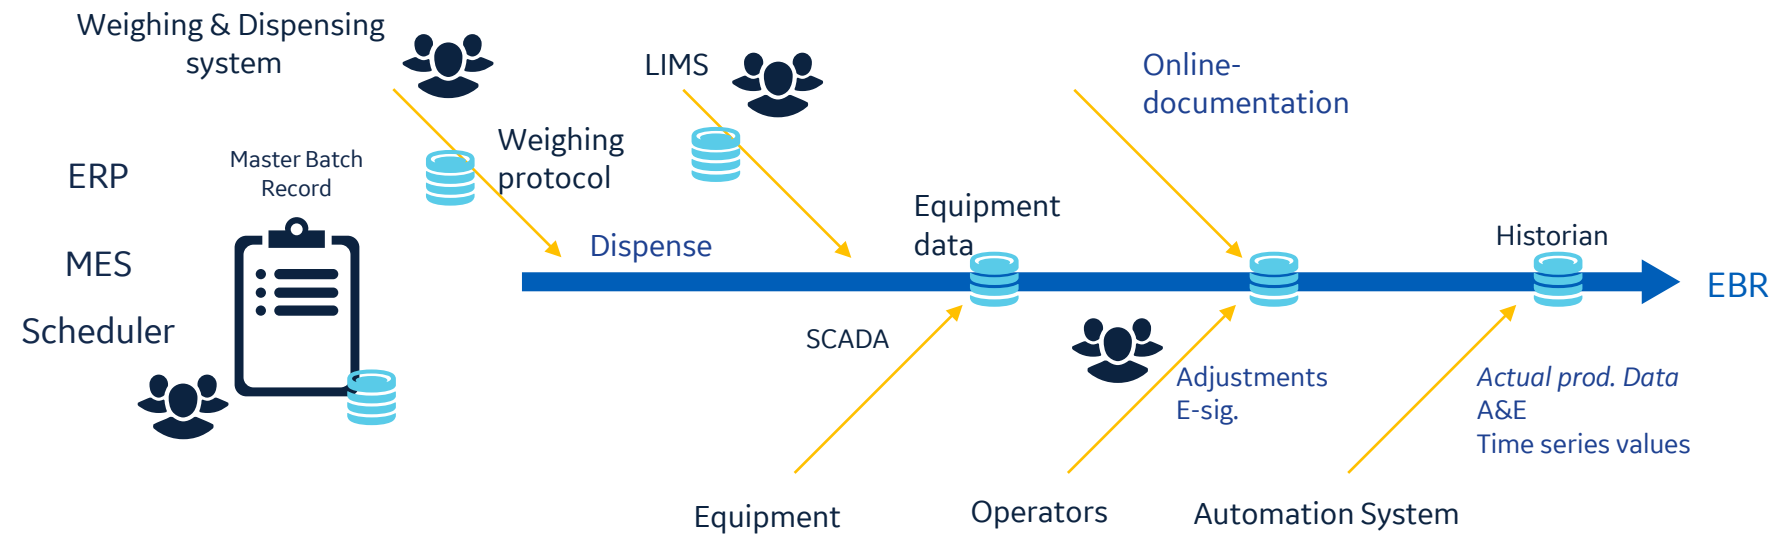 Weighing & Dispensing
system
LIMS
Online-
documentation
Weighing
protocol
ERP
Master Batch
Record
Equipment
data
Dispense
Historian
MES
EBR
Scheduler
SCADA
Adjustments
E-sig.
Actual prod. Data
A&E
Time series values
Equipment
Operators
Automation System